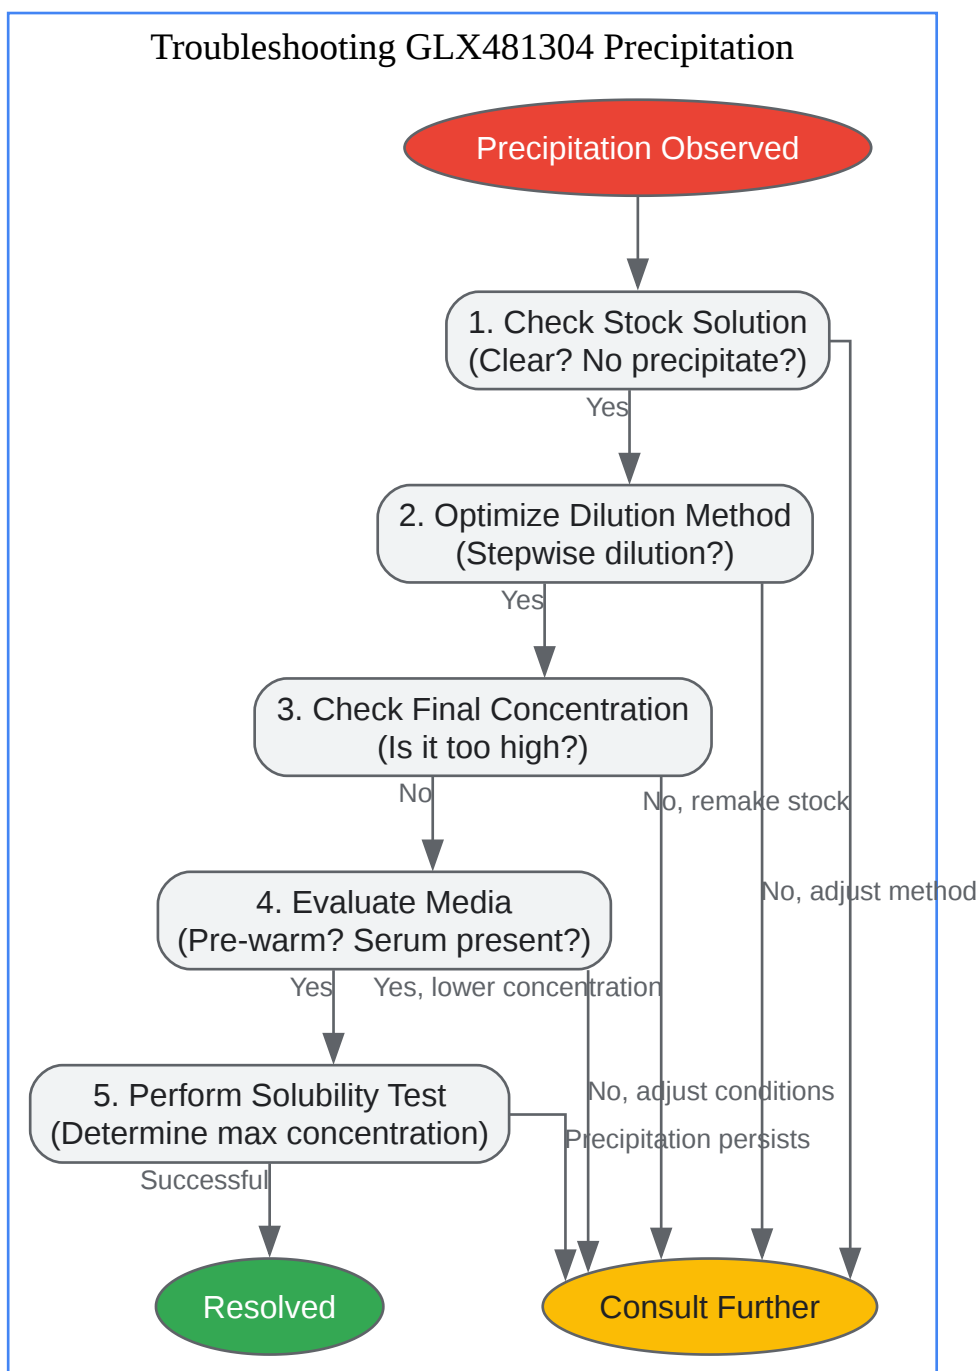 Troubleshooting GLX481304 Precipitation
Precipitation Observed
1. Check Stock Solution
(Clear? No precipitate?)
Yes
2. Optimize Dilution Method
(Stepwise dilution?)
Yes
3. Check Final Concentration
(Is it too high?)
No
No, remake stock
No, adjust method
4. Evaluate Media
(Pre-warm? Serum present?)
Yes
Yes, lower concentration
5. Perform Solubility Test
(Determine max concentration)
No, adjust conditions
Precipitation persists
Successful
Resolved
Consult Further